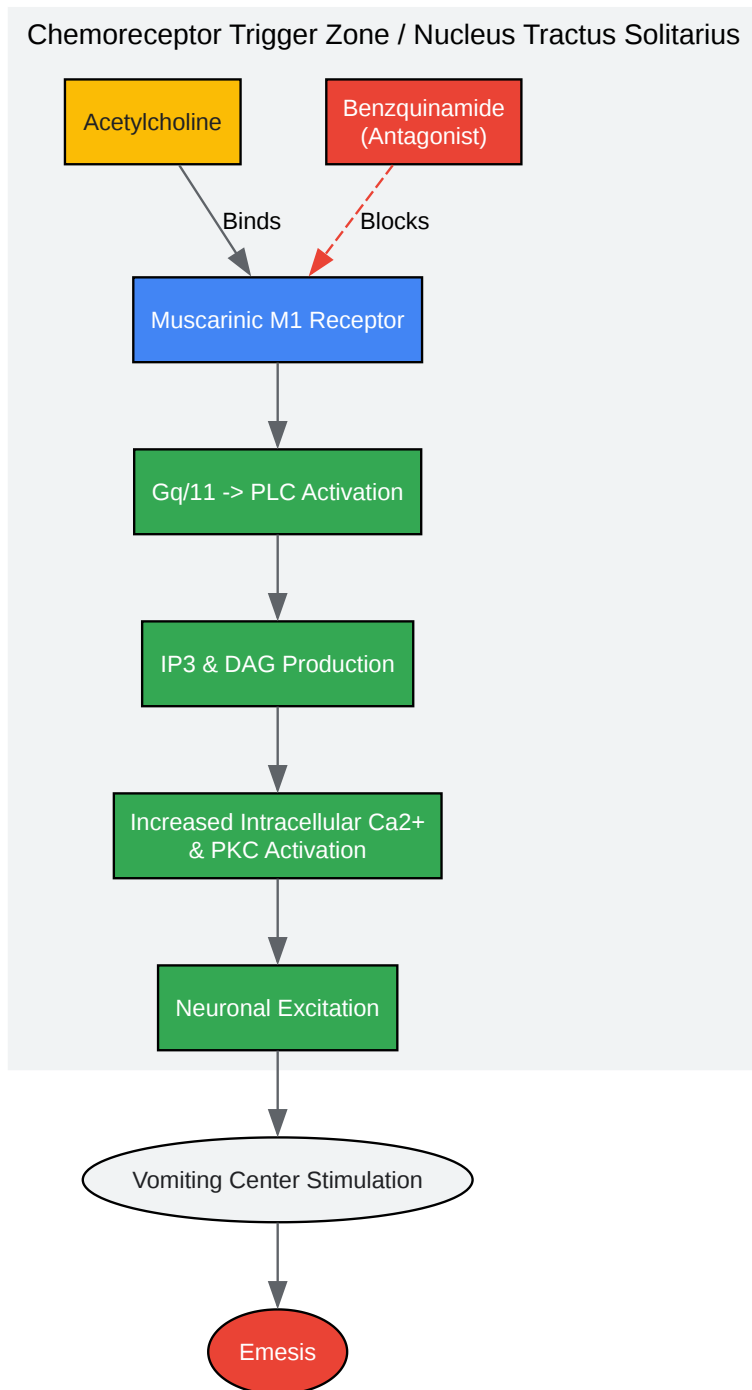 Chemoreceptor Trigger Zone / Nucleus Tractus Solitarius
Acetylcholine
Benzquinamide
(Antagonist)
Binds
Blocks
Muscarinic M1 Receptor
Gq/11 -> PLC Activation
IP3 & DAG Production
Increased Intracellular Ca2+
& PKC Activation
Neuronal Excitation
Vomiting Center Stimulation
Emesis